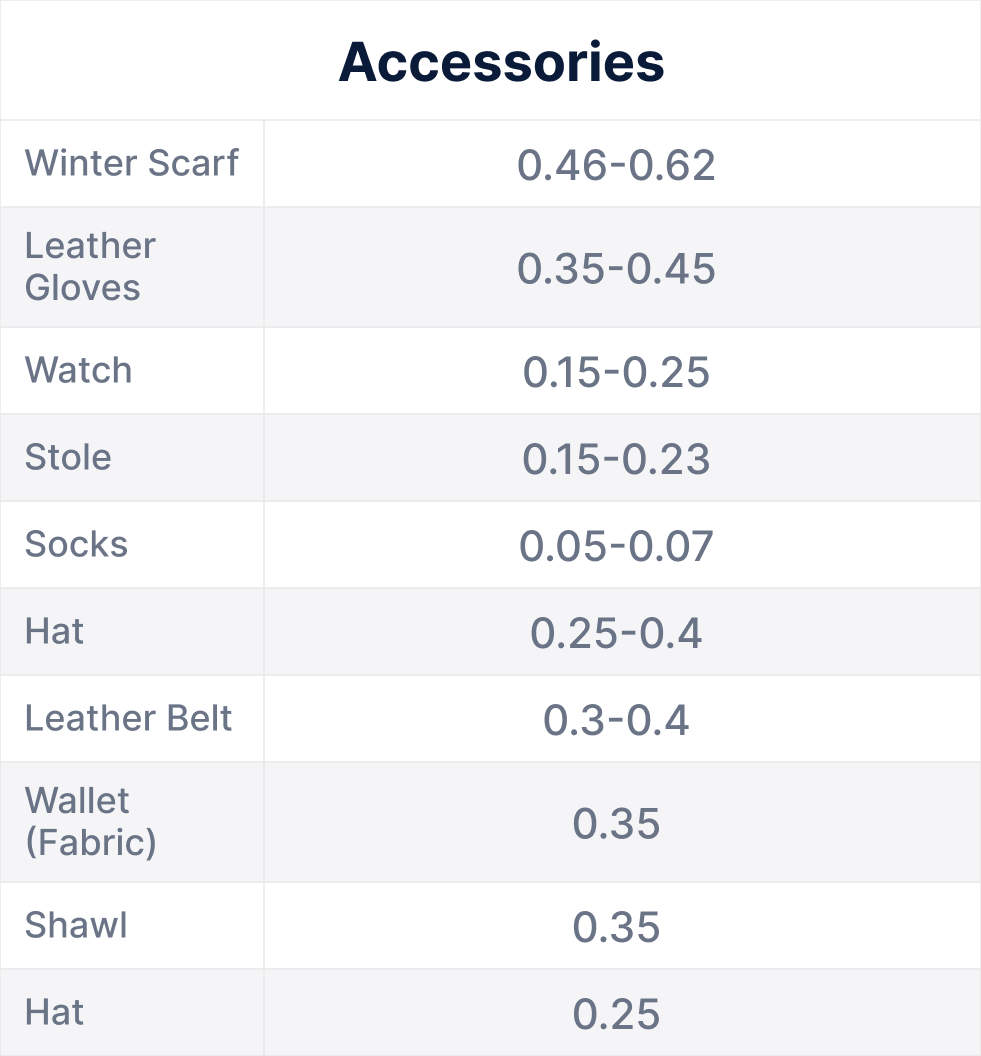 Accessories
Winter Scarf 0.46-0.62
Leather
Gloves 0.35-0.45
Watch 0.15-0.25
Stole 0.15-0.23
Socks 0.05-0.07
Hat 0.25-0.4
Leather Belt 0.3-0.4
Wallet
(Fabric) 0.35
Shawl 0.35
Hat 0.25